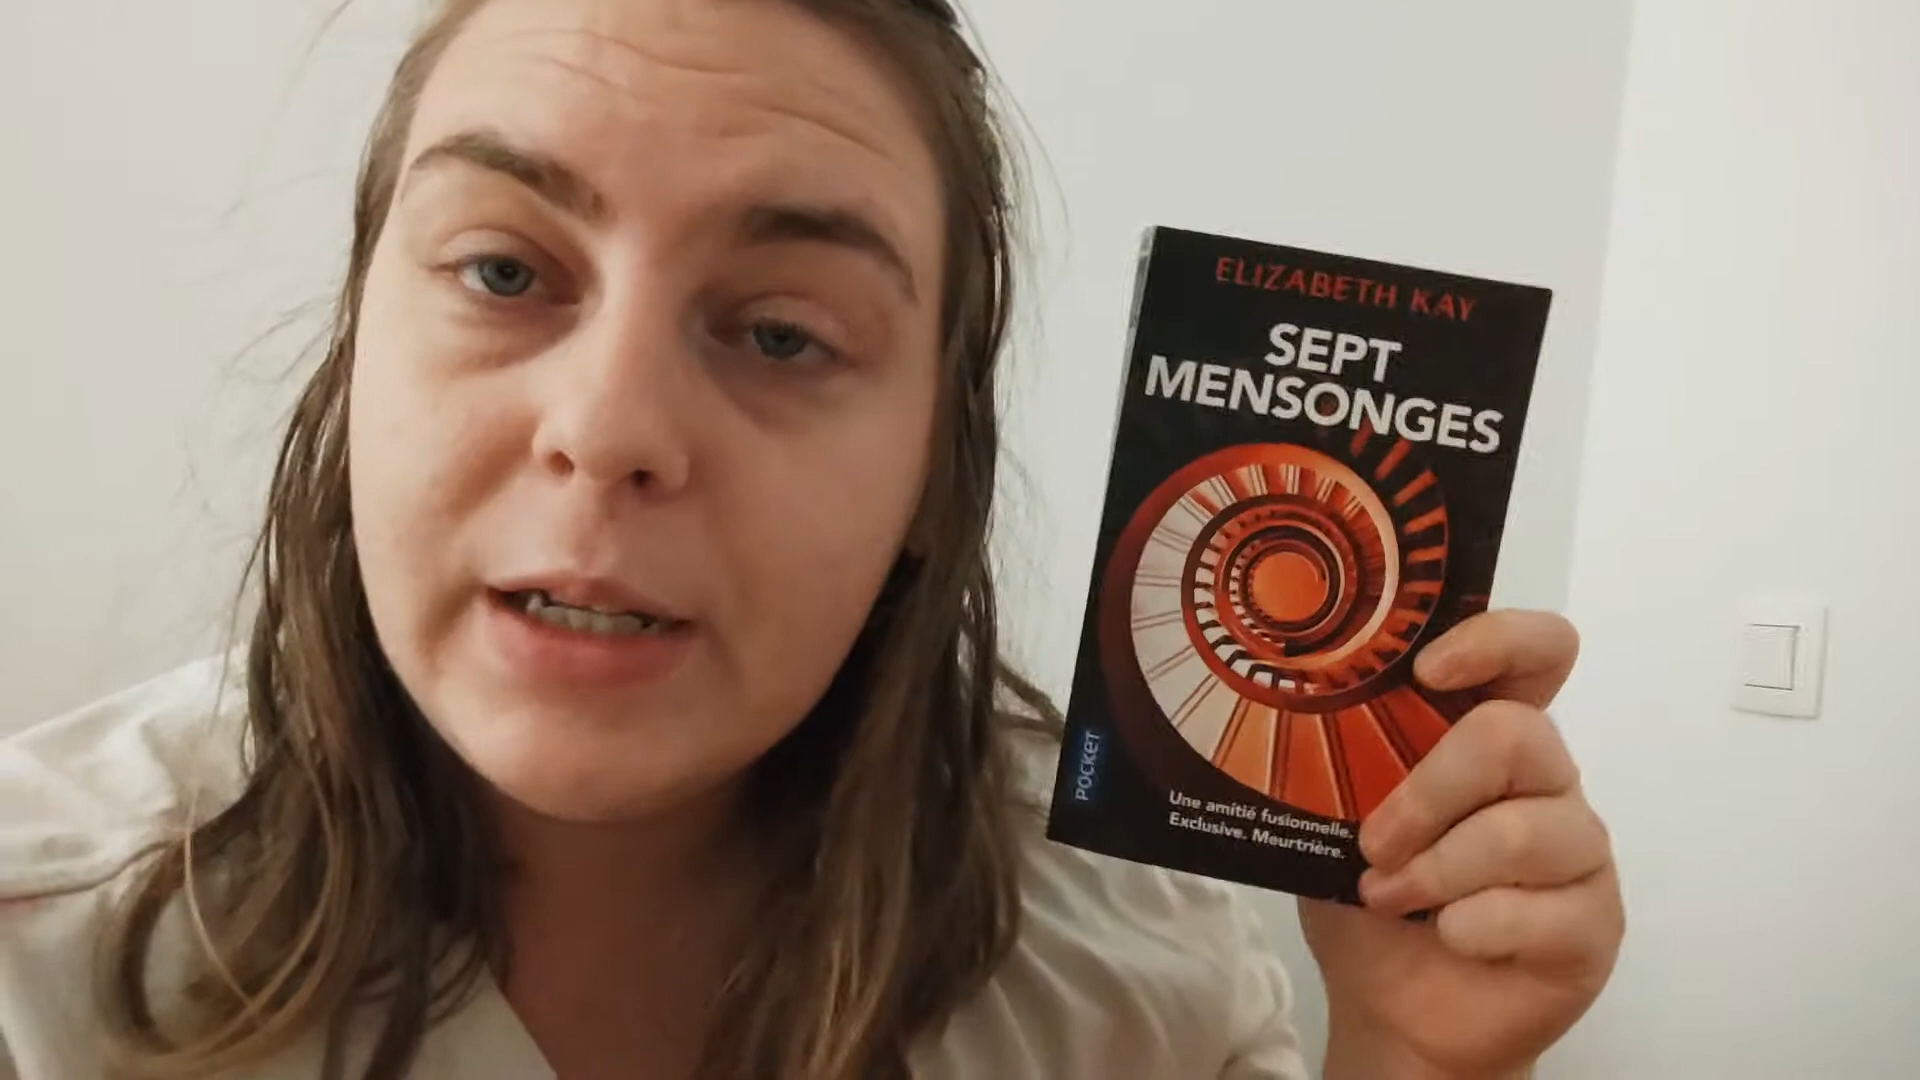 ELIZABETH KAY
SEPT
MENSONGES
POCKET
Une amitié fusionnelle.
Exclusive. Meurtrière.